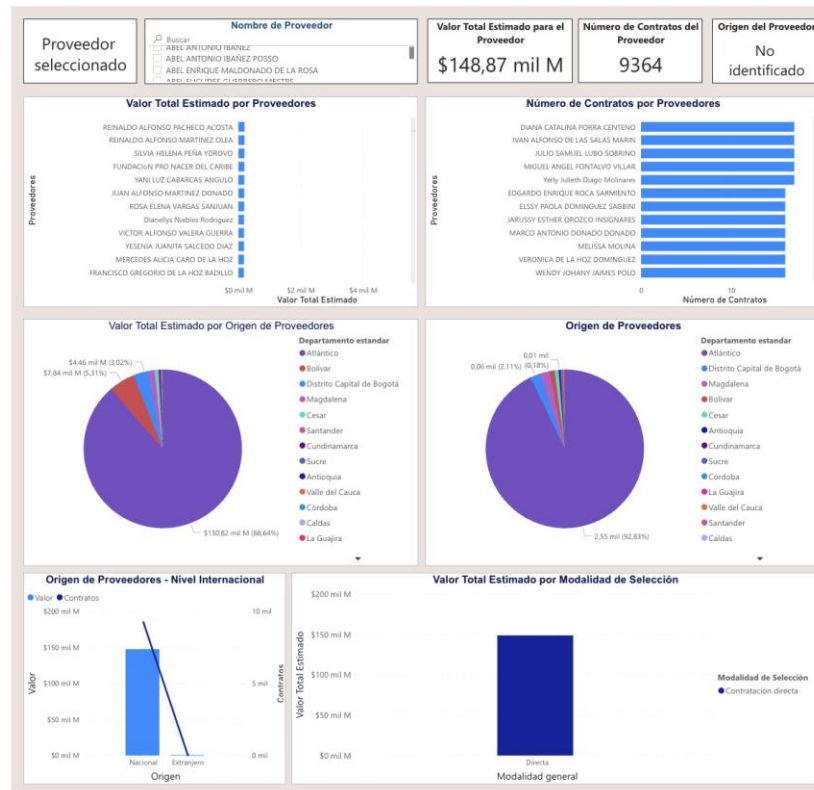 Proveedor
seleccionado
Nombre de Proveedor
Buscar
ABEL ANTONIO IBAÑEZ
ABEL ANTONIO IBAÑEZ POSSO
ABEL ENRIQUE MALDONADO DE LA ROSA
ABEL EUCLIDES GUERRERO MESTRE
Valor Total Estimado para el
Proveedor
$148,87 mil M
Número de Contratos del
Proveedor
9364
Origen del Proveedor
No
identificado
Valor Total Estimado por Proveedores
Proveedores
REINALDO ALFONSO PACHECO ACOSTA
REINALDO ALFONSO MARTINEZ OLEA
SILVIA HELENA PEÑA YDROVO
FUNDACIoN PRO NACER DEL CARIBE
YANI LUZ CABARCAS ANGULO
JUAN ALFONSO MARTINEZ DONADO
ROSA ELENA VARGAS SANJUAN
Dianellys Niebles Rodriguez
VICTOR ALFONSO VALERA GUERRA
YESENIA JUANITA SALCEDO DIAZ
MERCEDES ALICIA CARO DE LA HOZ
FRANCISCO GREGORIO DE LA HOZ BADILLO
$0 mil M
$2 mil M
$4 mil M
Valor Total Estimado
Número de Contratos por Proveedores
Proveedores
DIANA CATALINA PORRA CENTENO
IVAN ALFONSO DE LAS SALAS MARIN
JULIO SAMUEL LUBO SOBRINO
MIGUEL ANGEL FONTALVO VILLAR
Yerly Julieth Diago Molinares
EDGARDO ENRIQUE ROCA SARMIENTO
ELSSY PAOLA DOMINGUEZ SAGBINI
JARUSSY ESTHER OROZCO INSIGNARES
MARCO ANTONIO DONADO DONADO
MELISSA MOLINA
VERONICA DE LA HOZ DOMINGUEZ
WENDY JOHANY JAIMES POLO
0
10
Número de Contratos
Valor Total Estimado por Origen de Proveedores
$4,46 mil M (3,02%)
$7,84 mil M (5,31%)
$130,82 mil M (88,64%)
Departamento estandar
Atlántico
Bolívar
Distrito Capital de Bogotá
Magdalena
Cesar
Santander
Cundinamarca
Sucre
Antioquia
Valle del Cauca
Córdoba
Caldas
La Guajira
Origen de Proveedores
0,01 mil
(0,18%)
0,06 mil (2,11%)
2,55 mil (92,83%)
Departamento estandar
Atlántico
Distrito Capital de Bogotá
Magdalena
Bolívar
Cesar
Antioquia
Cundinamarca
Sucre
Córdoba
La Guajira
Valle del Cauca
Santander
Caldas
Origen de Proveedores - Nivel Internacional
Valor
Contratos
$200 mil M
$150 mil M
$100 mil M
$50 mil M
$0 mil M
Valor
10 mil
5 mil
0 mil
Contratos
Nacional
Extranjero
Origen
Valor Total Estimado por Modalidad de Selección
$200 mil M
$150 mil M
$100 mil M
$50 mil M
$0 mil M
Valor Total Estimado
Directa
Modalidad general
Modalidad de Selección
Contratación directa